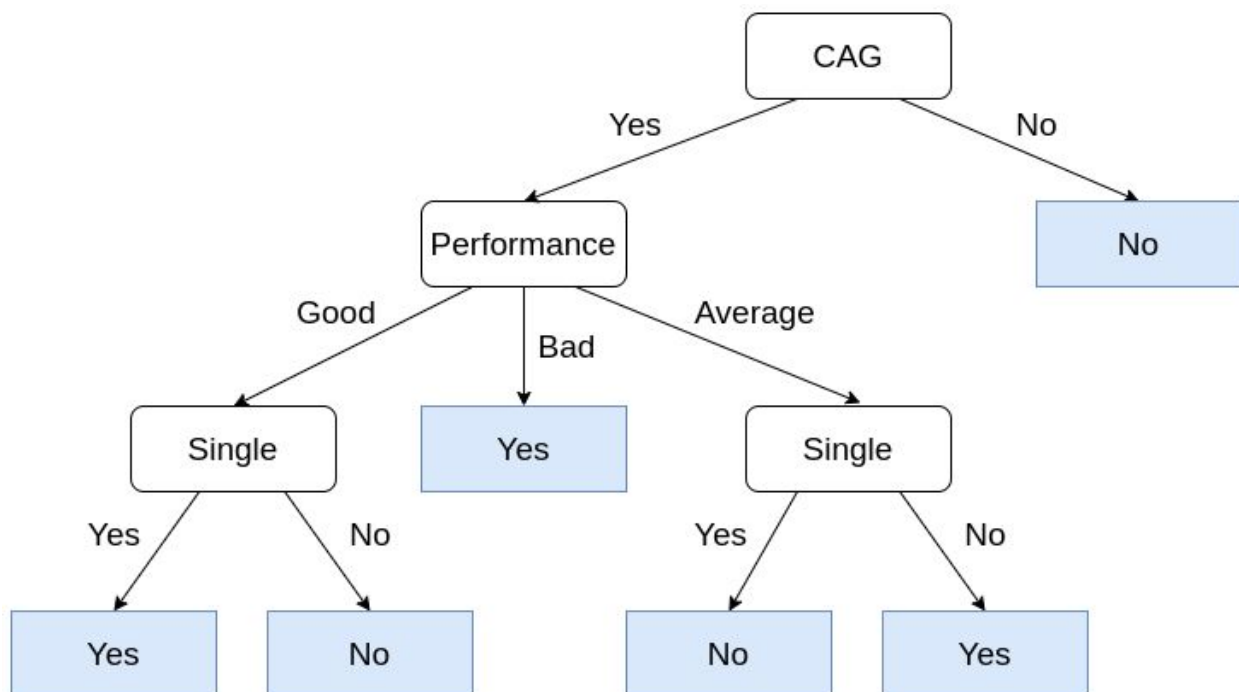 CAG
Yes
No
Performance
No
Good
Bad
Average
Single
Yes
Single
Yes
No
Yes
No
Yes
No
No
Yes